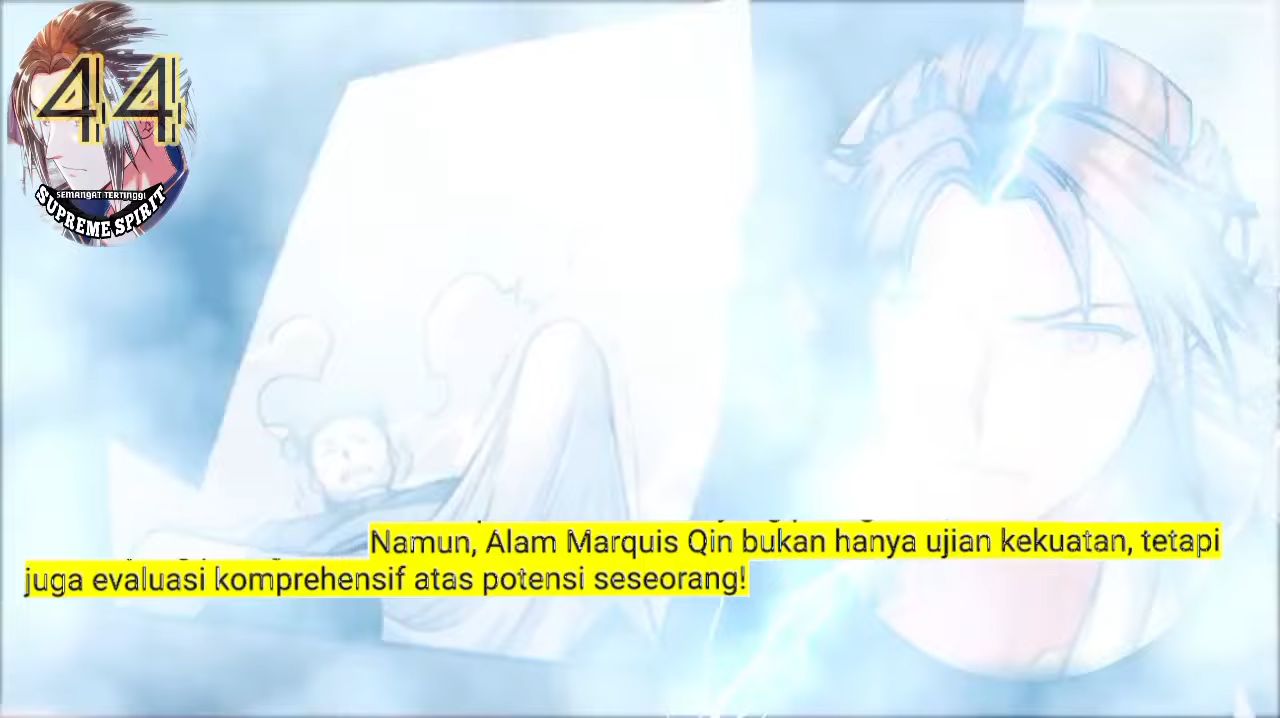 44
SEMANGAT TERTINGGI
SUPREME SPIRIT
Namun, Alam Marquis Qin bukan hanya ujian kekuatan, tetapi
juga evaluasi komprehensif atas potensi seseorang!